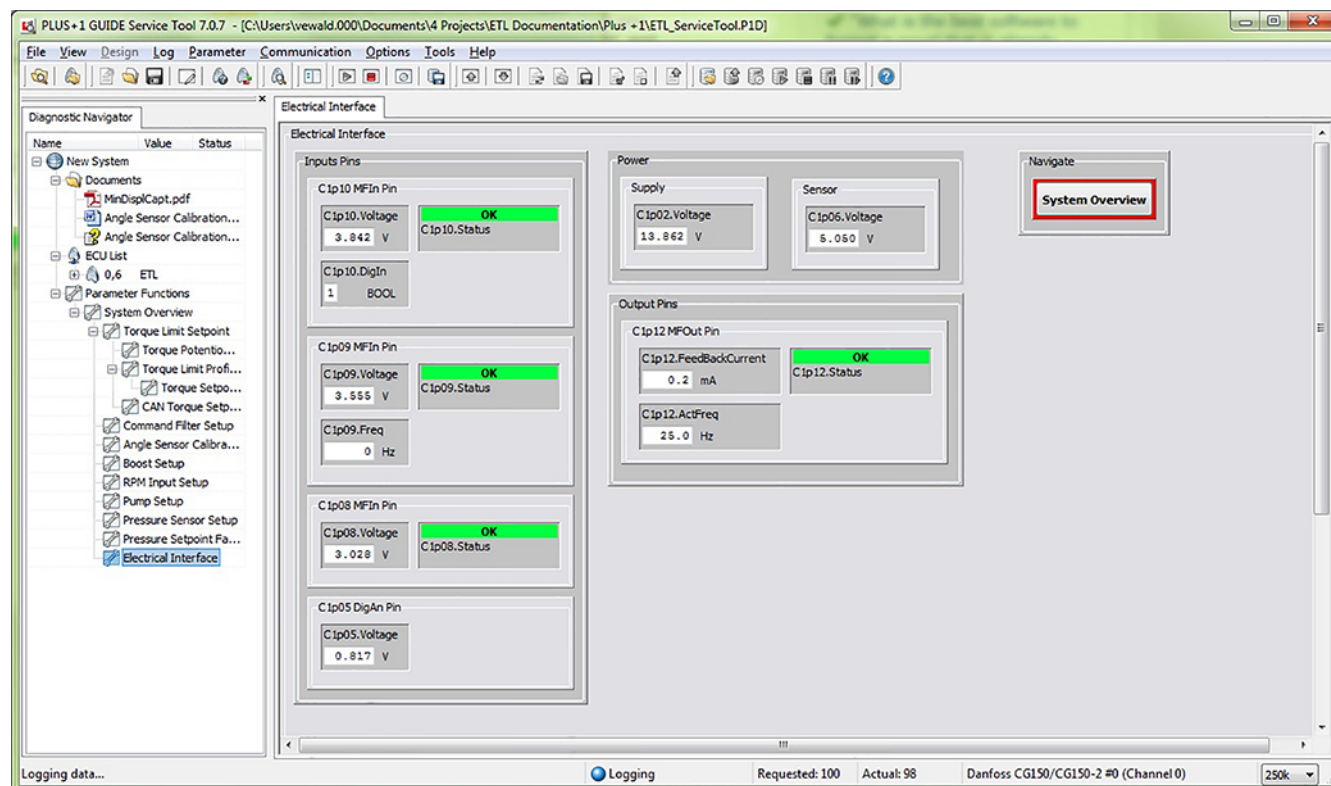 PLUS+1 GUIDE Service Tool 7.0.7 - [C:\Users\vewald.000\Documents\4 Projects\ETL Documentation\Plus +1\ETL_ServiceTool.P1D]
File View Design Log Parameter Communication Options Tools Help
Diagnostic Navigator
Name Value Status
New System
Documents
MinDisplCapt.pdf
Angle Sensor Calibration...
Angle Sensor Calibration...
ECU List
0,6 ETL
Parameter Functions
System Overview
Torque Limit Setpoint
Torque Potentio...
Torque Limit Profi...
Torque Setpo...
CAN Torque Setp...
Command Filter Setup
Angle Sensor Calibra...
Boost Setup
RPM Input Setup
Pump Setup
Pressure Sensor Setup
Pressure Setpoint Fa...
Electrical Interface
Electrical Interface
Electrical Interface
Inputs Pins
C1p10 MFIn Pin
C1p10.Voltage
3.842 V
OK
C1p10.Status
C1p10.DigIn
1 BOOL
C1p09 MFIn Pin
C1p09.Voltage
3.555 V
OK
C1p09.Status
C1p09.Freq
0 Hz
C1p08 MFIn Pin
C1p08.Voltage
3.028 V
OK
C1p08.Status
C1p05 DigAn Pin
C1p05.Voltage
0.817 V
Power
Supply
C1p02.Voltage
13.862 V
Sensor
C1p06.Voltage
5.050 V
Output Pins
C1p12 MFOut Pin
C1p12.FeedBackCurrent
0.2 mA
OK
C1p12.Status
C1p12.ActFreq
25.0 Hz
Navigate
System Overview
Logging data... Logging Requested: 100 Actual: 98 Danfoss CG150/CG150-2 #0 (Channel 0) 250k